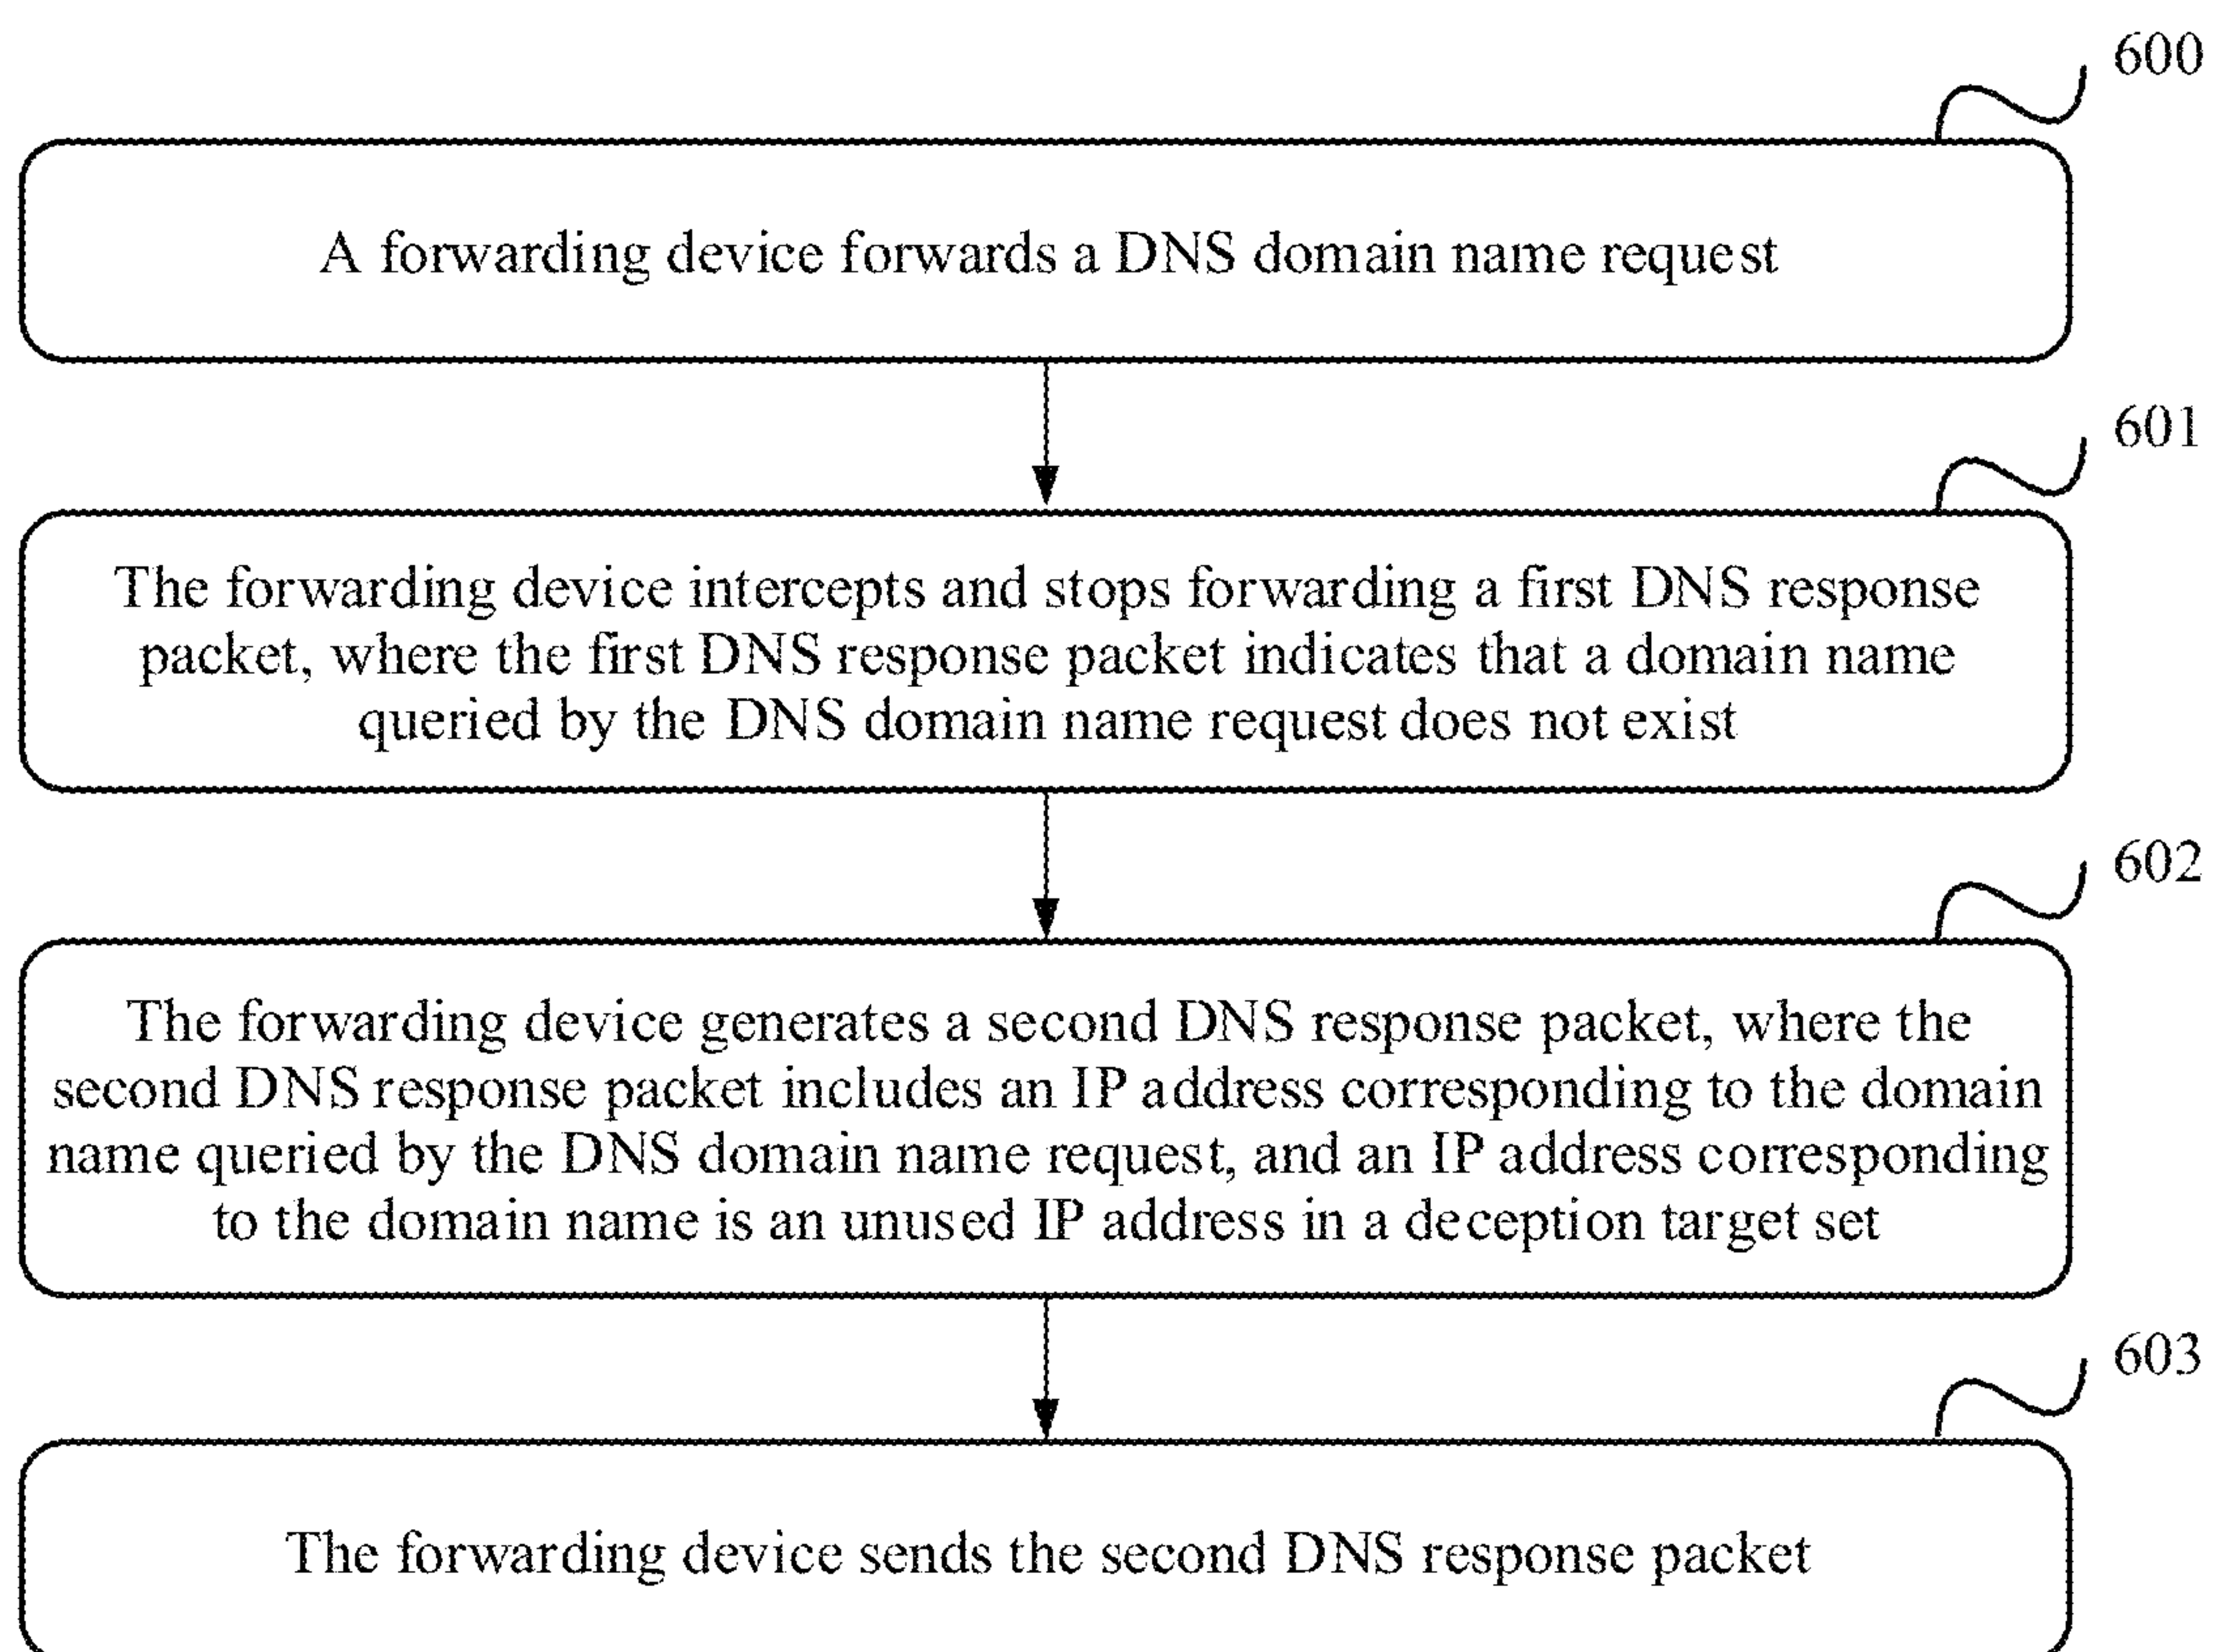 600
A forwarding device forwards a DNS domain name request
601
The forwarding device intercepts and stops forwarding a first DNS response
packet, where the first DNS response packet indicates that a domain name
queried by the DNS domain name request does not exist
602
The forwarding device generates a second DNS response packet, where the
second DNS response packet includes an IP address corresponding to the domain
name queried by the DNS domain name request, and an IP address corresponding
to the domain name is an unused IP address in a deception target set
603
The forwarding device sends the second DNS response packet